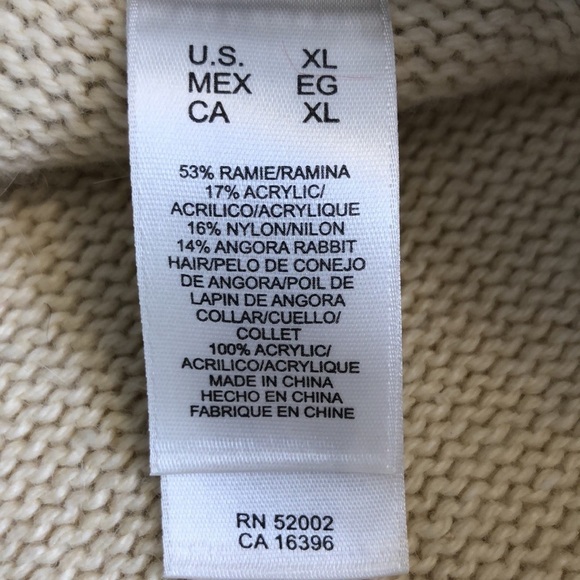 U.S. XL
MEX EG
CA XL
53% RAMIE/RAMINA
17% ACRYLIC/
ACRILICO/ACRYLIQUE
16% NYLON/NILON
14% ANGORA RABBIT
HAIR/PELO DE CONEJO
DE ANGORA/POIL DE
LAPIN DE ANGORA
COLLAR/CUELLO/
COLLET
100% ACRYLIC/
ACRILICO/ACRYLIQUE
MADE IN CHINA
HECHO EN CHINA
FABRIQUE EN CHINE
RN 52002
CA 16396